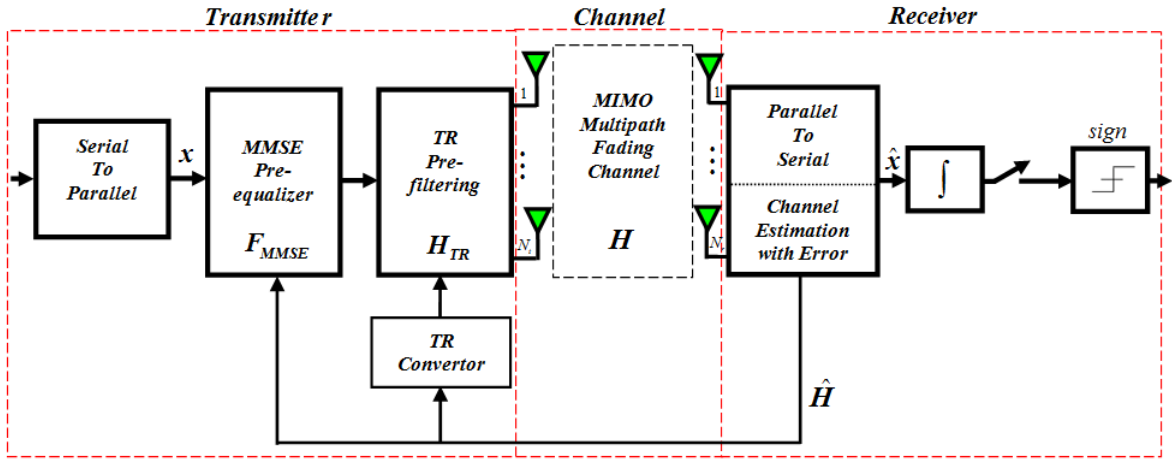 Transmitter
Channel
Receiver
Serial
To
Parallel
x
MMSE
Pre-
equalizer
F_MMSE
TR
Pre-
filtering
H_TR
TR
Convertor
1
⋮
N_t
MIMO
Multipath
Fading
Channel
H
1
⋮
N_r
Parallel
To
Serial
Channel
Estimation
with Error
x̂
∫
sign
Ĥ